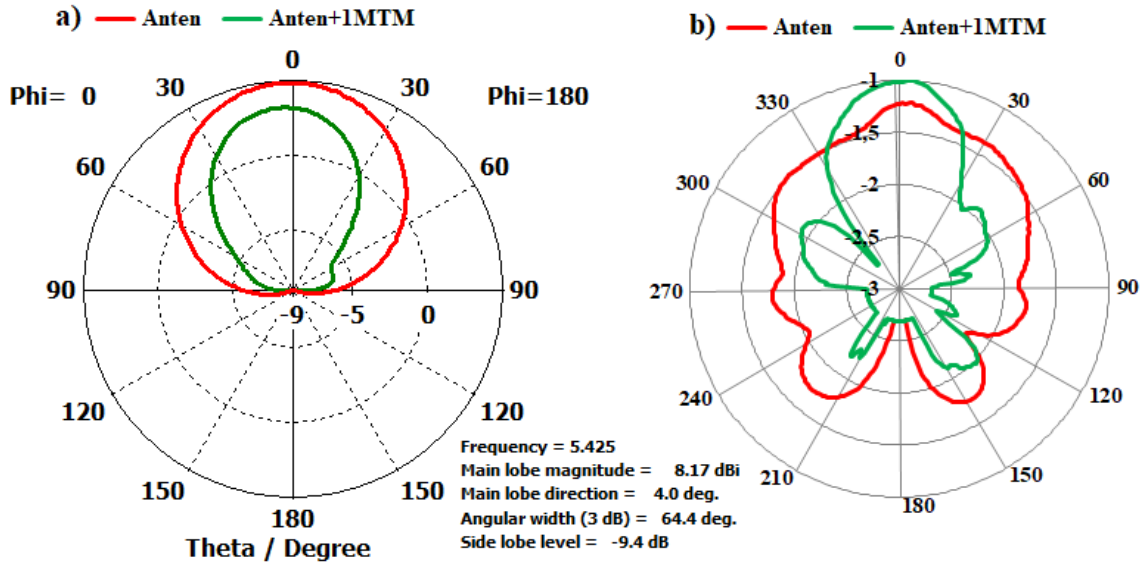 a) Anten Anten+1MTM
0
30 30
Phi= 0 Phi=180
60 60
90 -9 -5 0 90
120 120
150 150
180
Theta / Degree
Frequency = 5.425
Main lobe magnitude = 8.17 dBi
Main lobe direction = 4.0 deg.
Angular width (3 dB) = 64.4 deg.
Side lobe level = -9.4 dB
b) Anten Anten+1MTM
0
-1
330 30
-1,5
300 -2 60
-2,5
270 -3 90
240 120
210 150
180